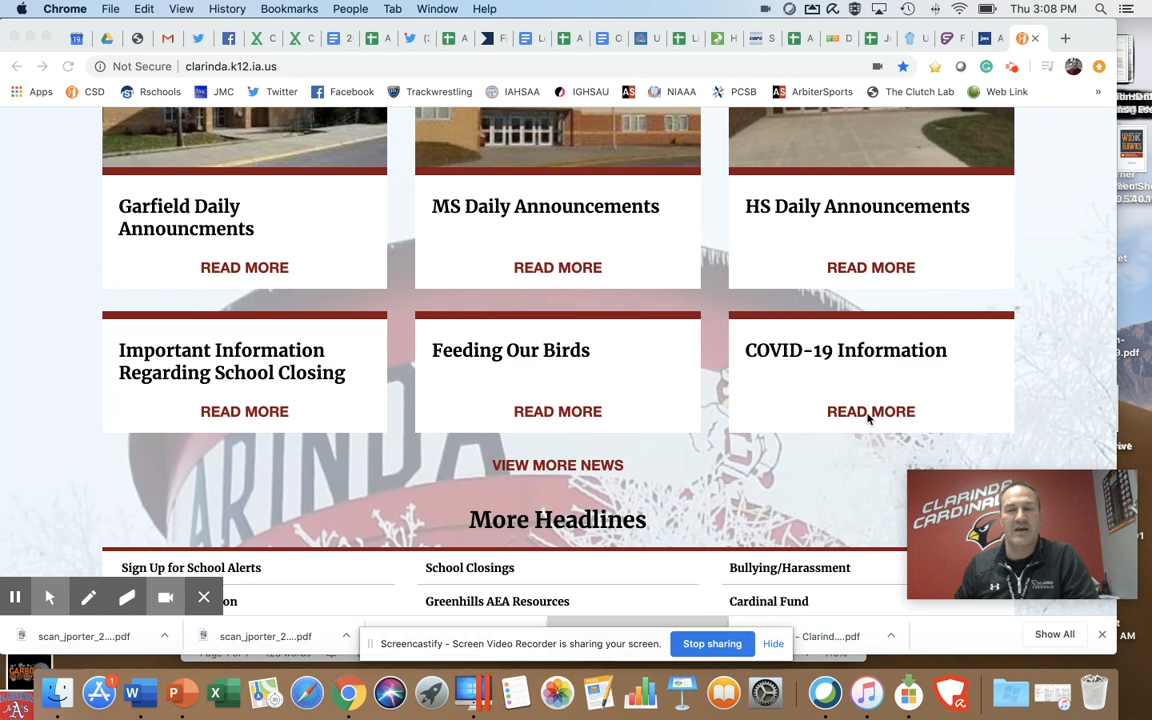 Chrome File Edit View History Bookmarks People Tab Window Help Thu 3:08 PM
Not Secure clarinda.k12.ia.us
Apps CSD Rschools JMC Twitter Facebook Trackwrestling IAHSAA IGHSAU NIAAA PCSB ArbiterSports The Clutch Lab Web Link »
Garfield Daily
Announcments
READ MORE
MS Daily Announcements
READ MORE
HS Daily Announcements
READ MORE
Important Information
Regarding School Closing
READ MORE
Feeding Our Birds
READ MORE
COVID-19 Information
READ MORE
VIEW MORE NEWS
More Headlines
Sign Up for School Alerts
School Closings
Bullying/Harassment
on
Greenhills AEA Resources
Cardinal Fund
CLARINDA
CARDINALS
scan_jporter_2....pdf
scan_jporter_2....pdf
- Clarind....pdf
Show All
Screencastify - Screen Video Recorder is sharing your screen.
Stop sharing
Hide